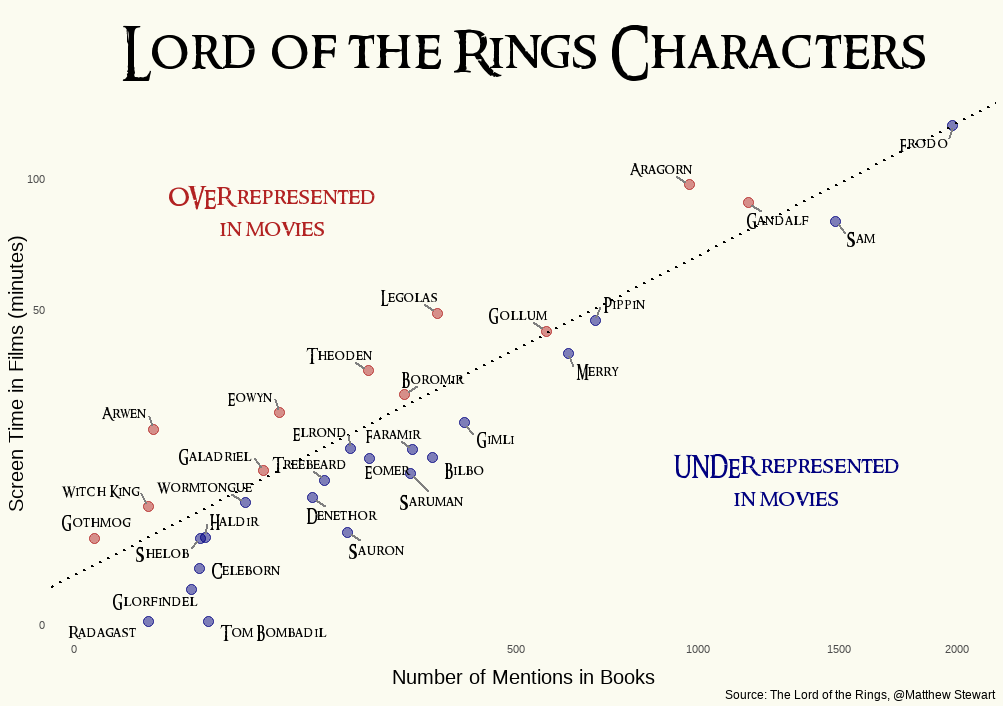 Lord of the Rings Characters
Frodo
Aragorn
100
OVERrepresented
in movies
Gandalf
Sam
Screen Time in Films (minutes)
Legolas
Pippin
50
Gollum
Theoden
Merry
Boromir
Eowyn
Arwen
Elrond
Faramir
Gimli
Galadriel
Treebeard
Eomer
Bilbo
UNDERrepresented
in movies
Witch King
Wormtongue
Saruman
Gothmog
Haldir
Denethor
Shelob
Sauron
Celeborn
Glorfindel
0
Radagast
Tom Bombadil
0
500
1000
1500
2000
Number of Mentions in Books
Source: The Lord of the Rings, @Matthew Stewart